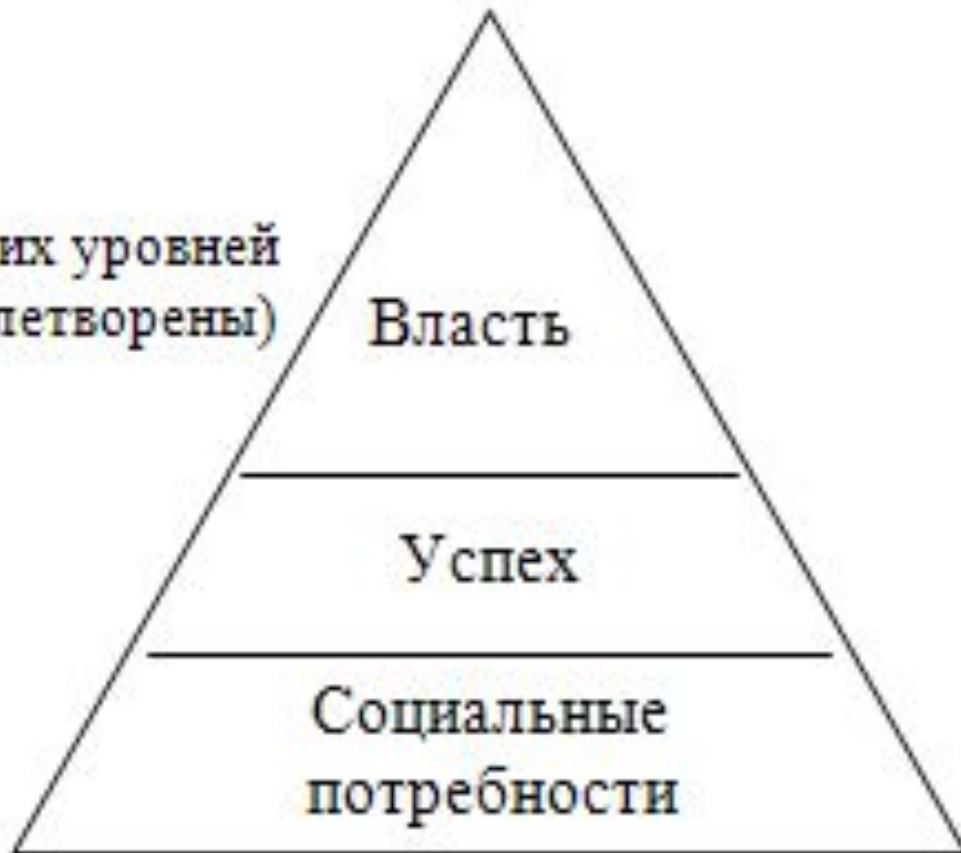 их уровней
летворены)
Власть
Успех
Социальные
потребности